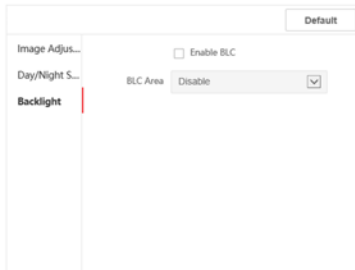 Default
Image Adjus...
Enable BLC
Day/Night S...
BLC Area Disable
Backlight